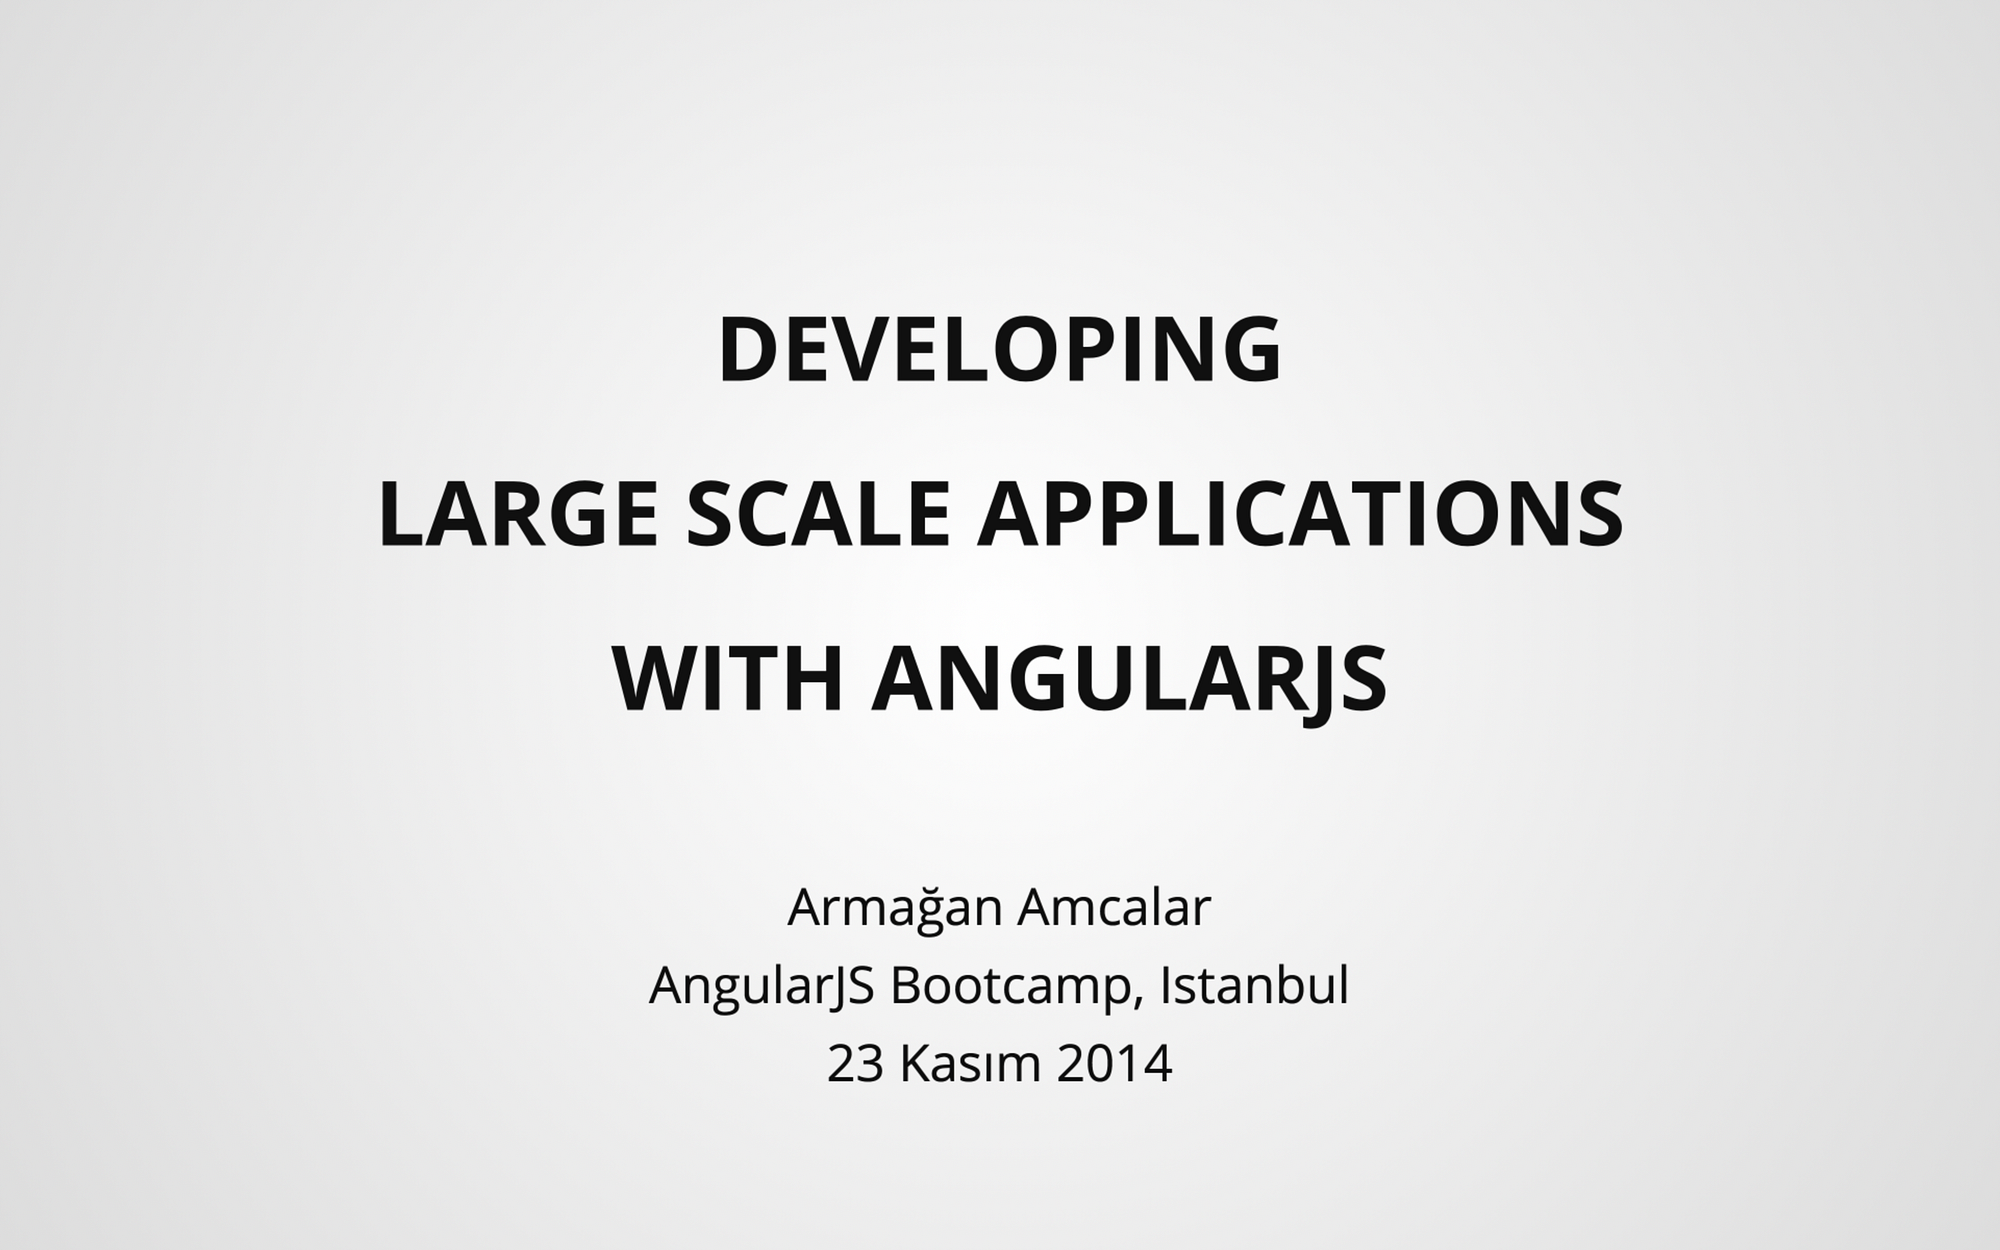 DEVELOPING
LARGE SCALE APPLICATIONS
WITH ANGULARJS
Armağan Amcalar
AngularJS Bootcamp, Istanbul
23 Kasım 2014